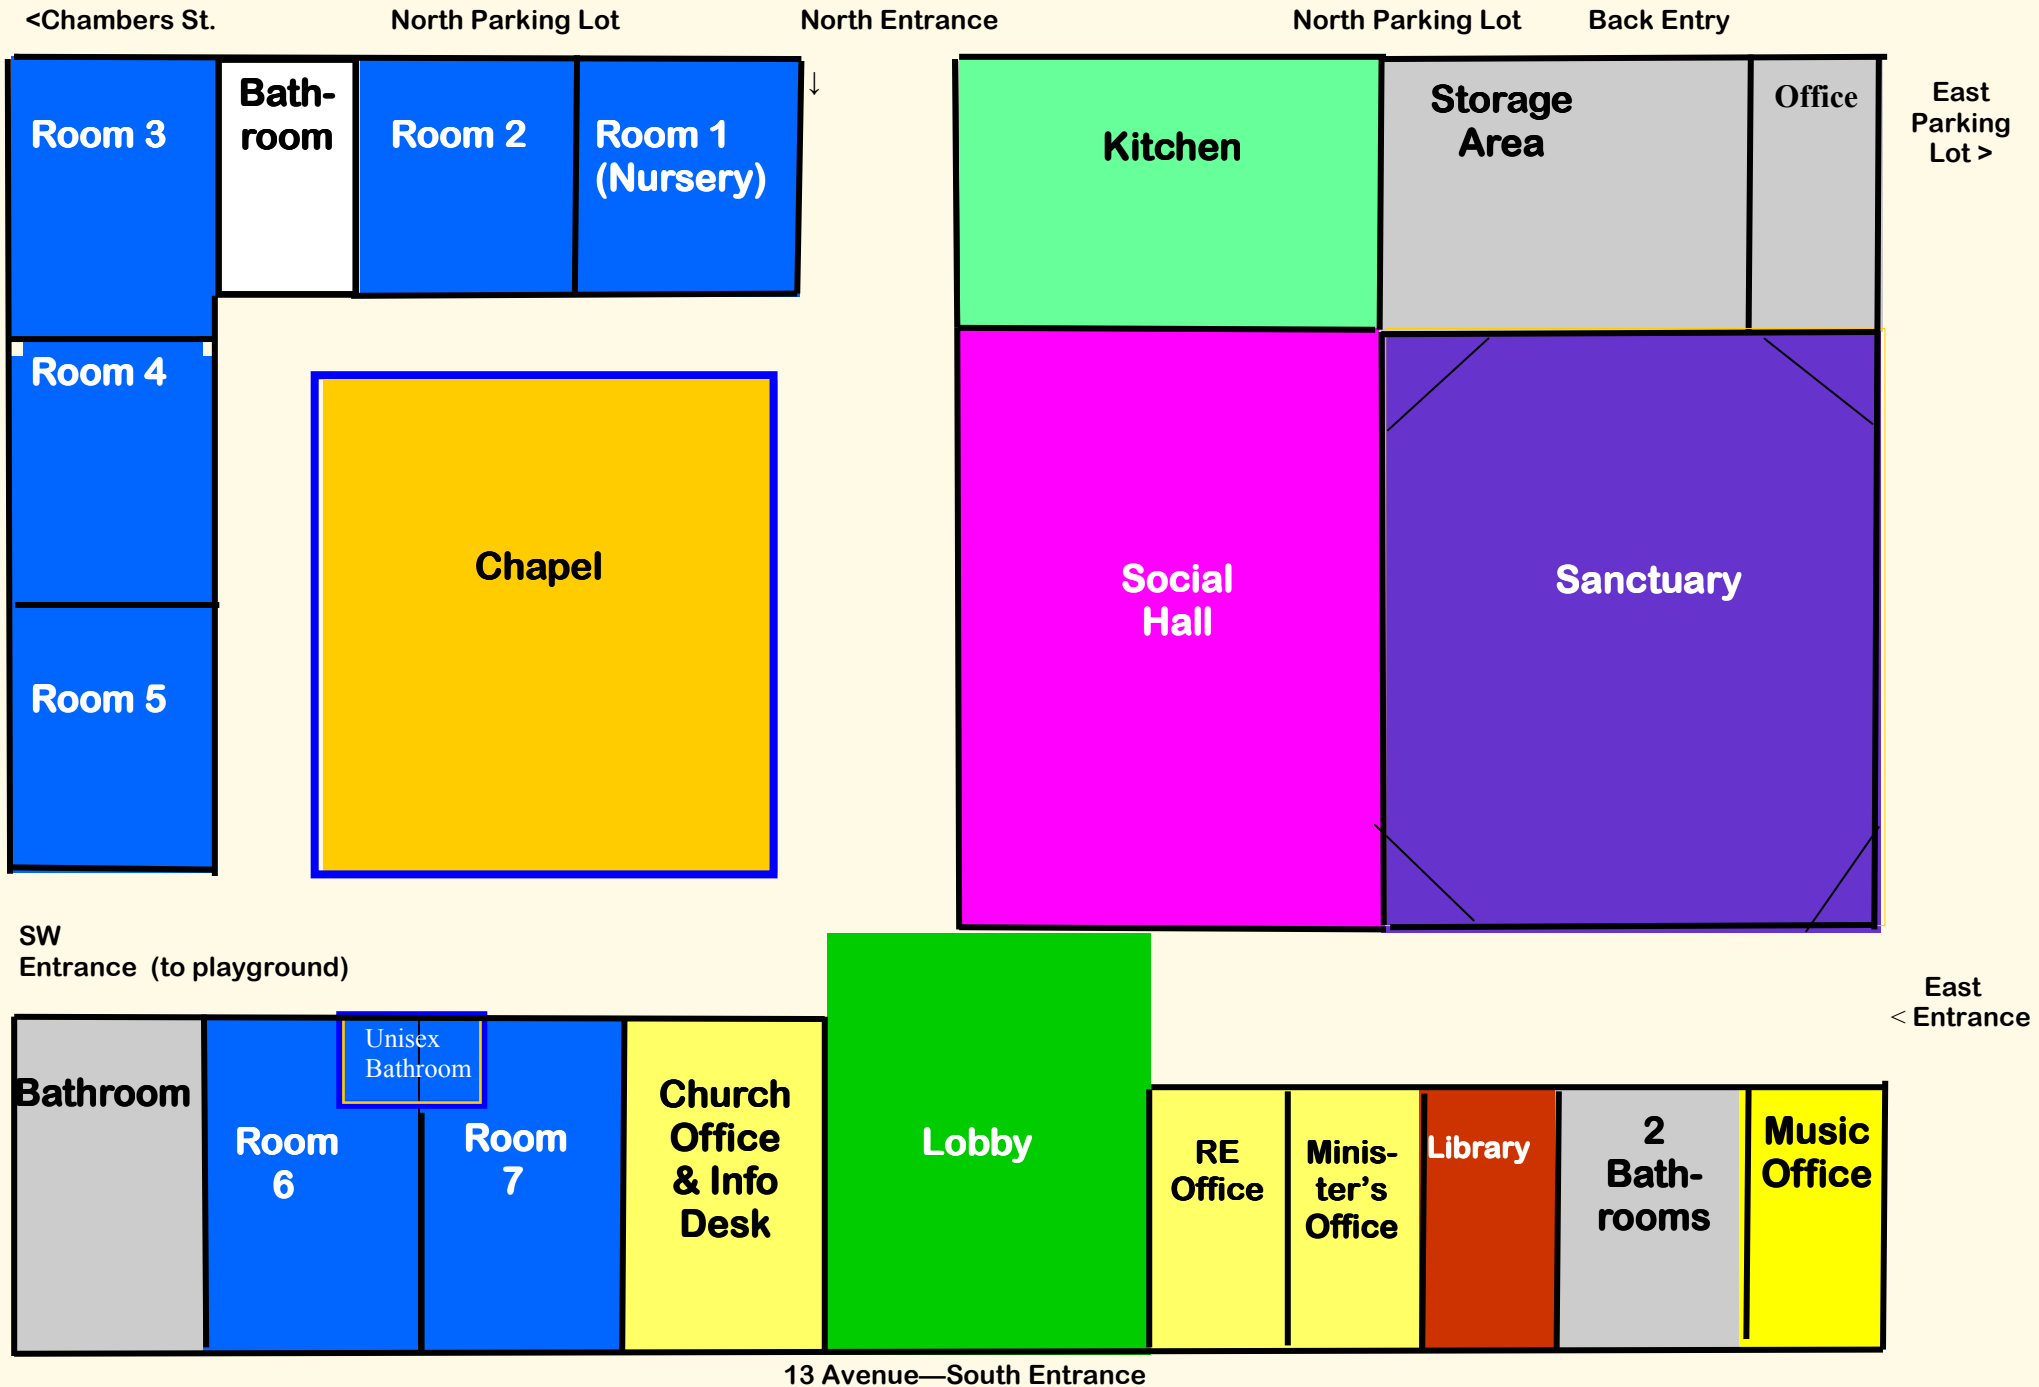 <Chambers St.
North Parking Lot
North Entrance
North Parking Lot
Back Entry
↓
East
Parking
Lot >
Room 3
Bath-
room
Room 2
Room 1
(Nursery)
Kitchen
Storage
Area
Office
Room 4
Room 5
Chapel
Social
Hall
Sanctuary
SW
Entrance (to playground)
East
< Entrance
Bathroom
Unisex
Bathroom
Room
6
Room
7
Church
Office
& Info
Desk
Lobby
RE
Office
Minis-
ter’s
Office
Library
2
Bath-
rooms
Music
Office
13 Avenue—South Entrance